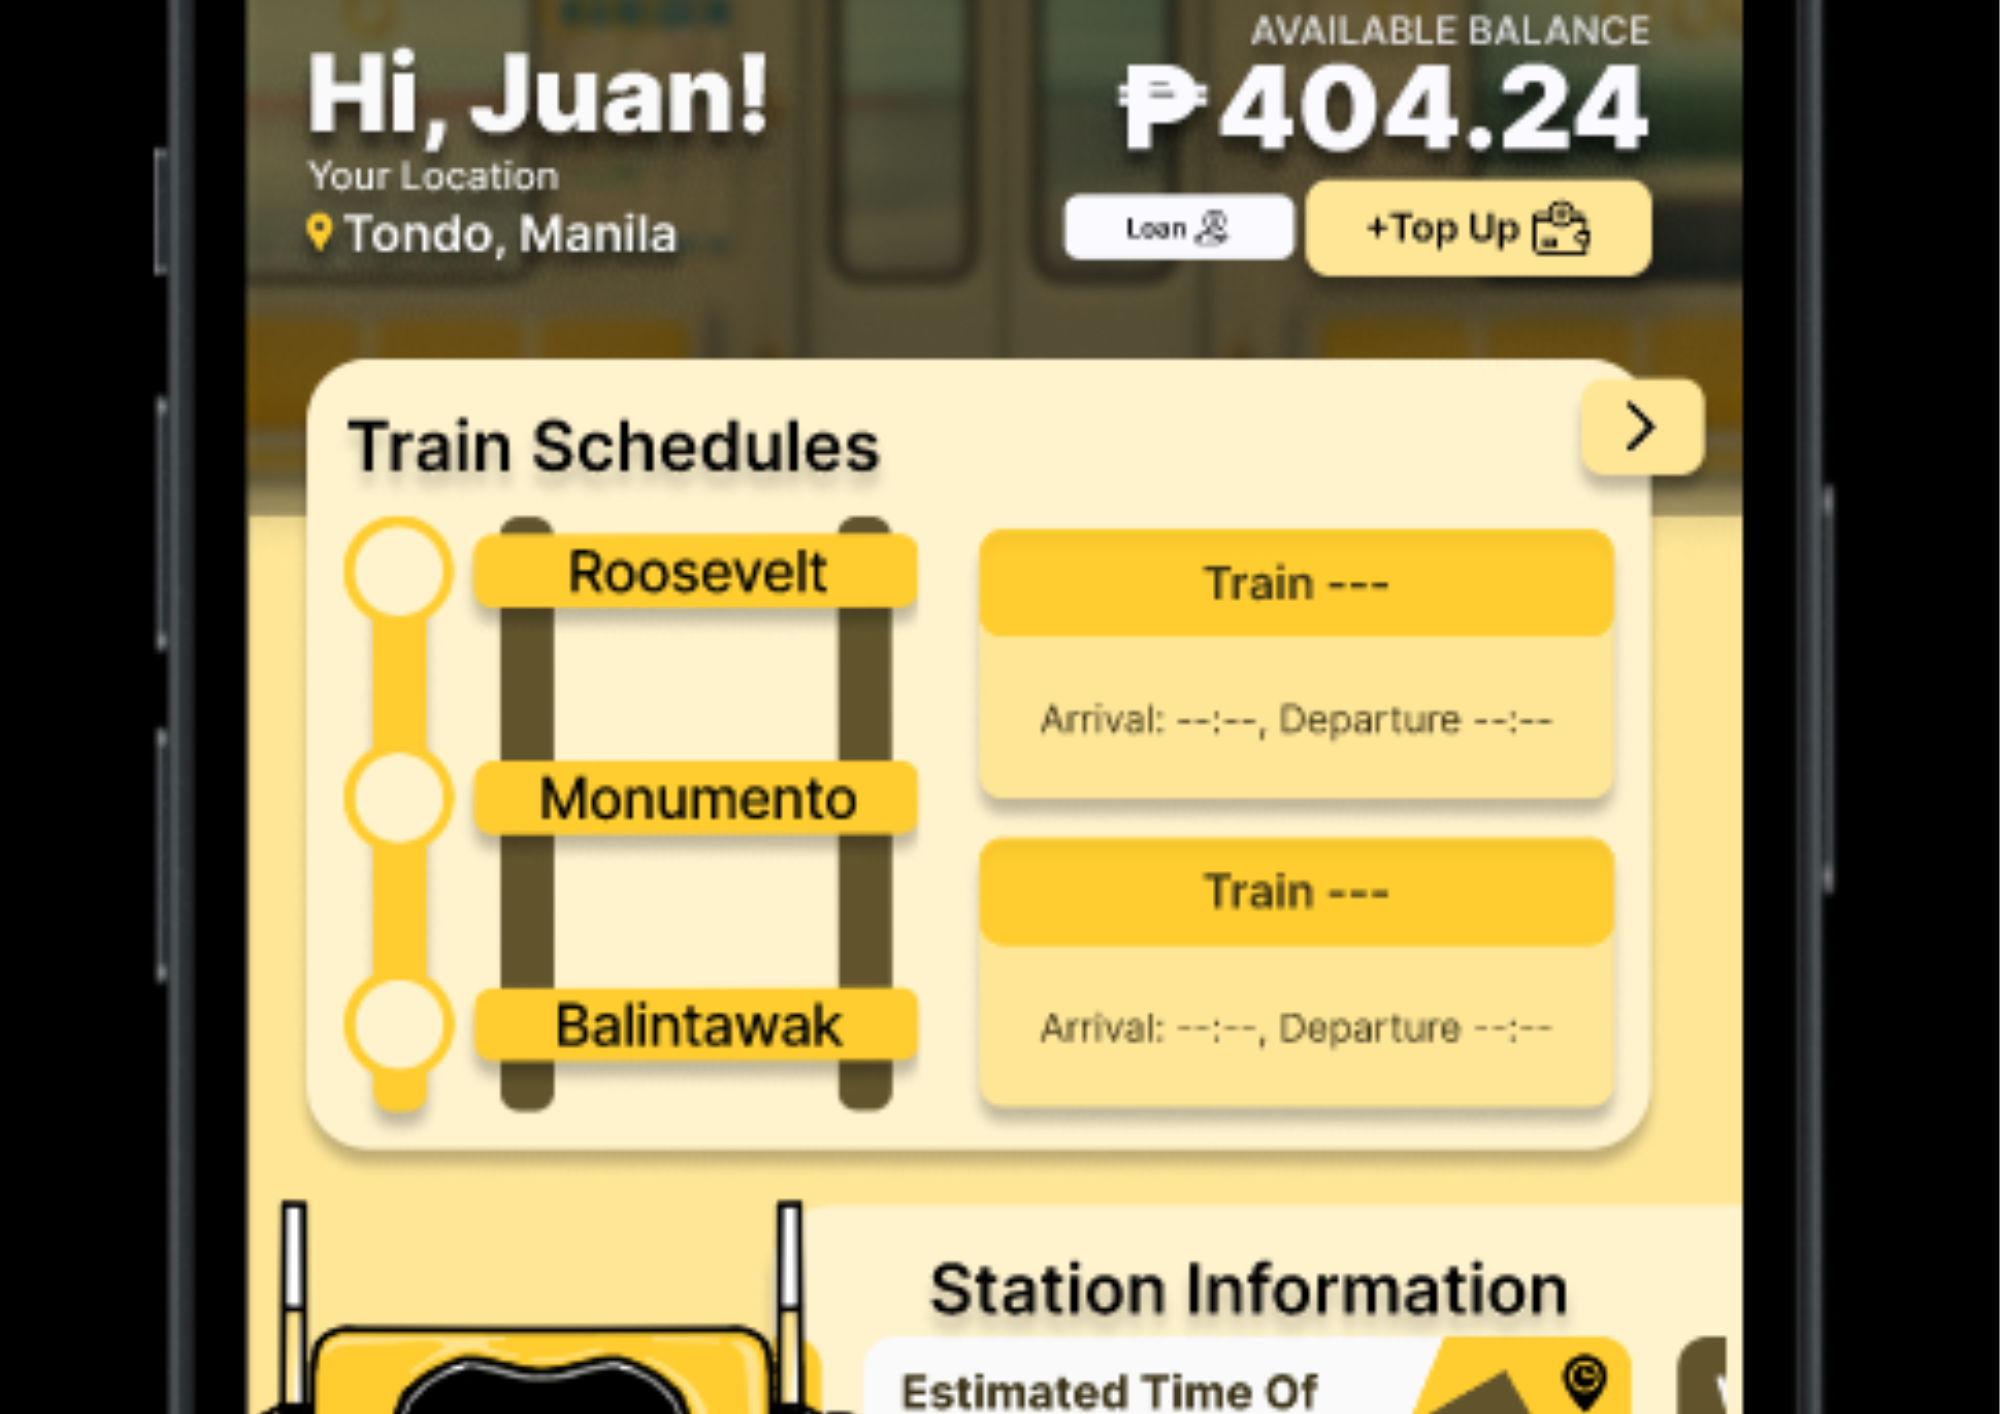 Hi, Juan!
Your Location
Tondo, Manila
AVAILABLE BALANCE
₱404.24
Loan
+Top Up
Train Schedules
Roosevelt
Monumento
Balintawak
Train ---
Arrival: --:--, Departure --:--
Train ---
Arrival: --:--, Departure --:--
Station Information
Estimated Time Of